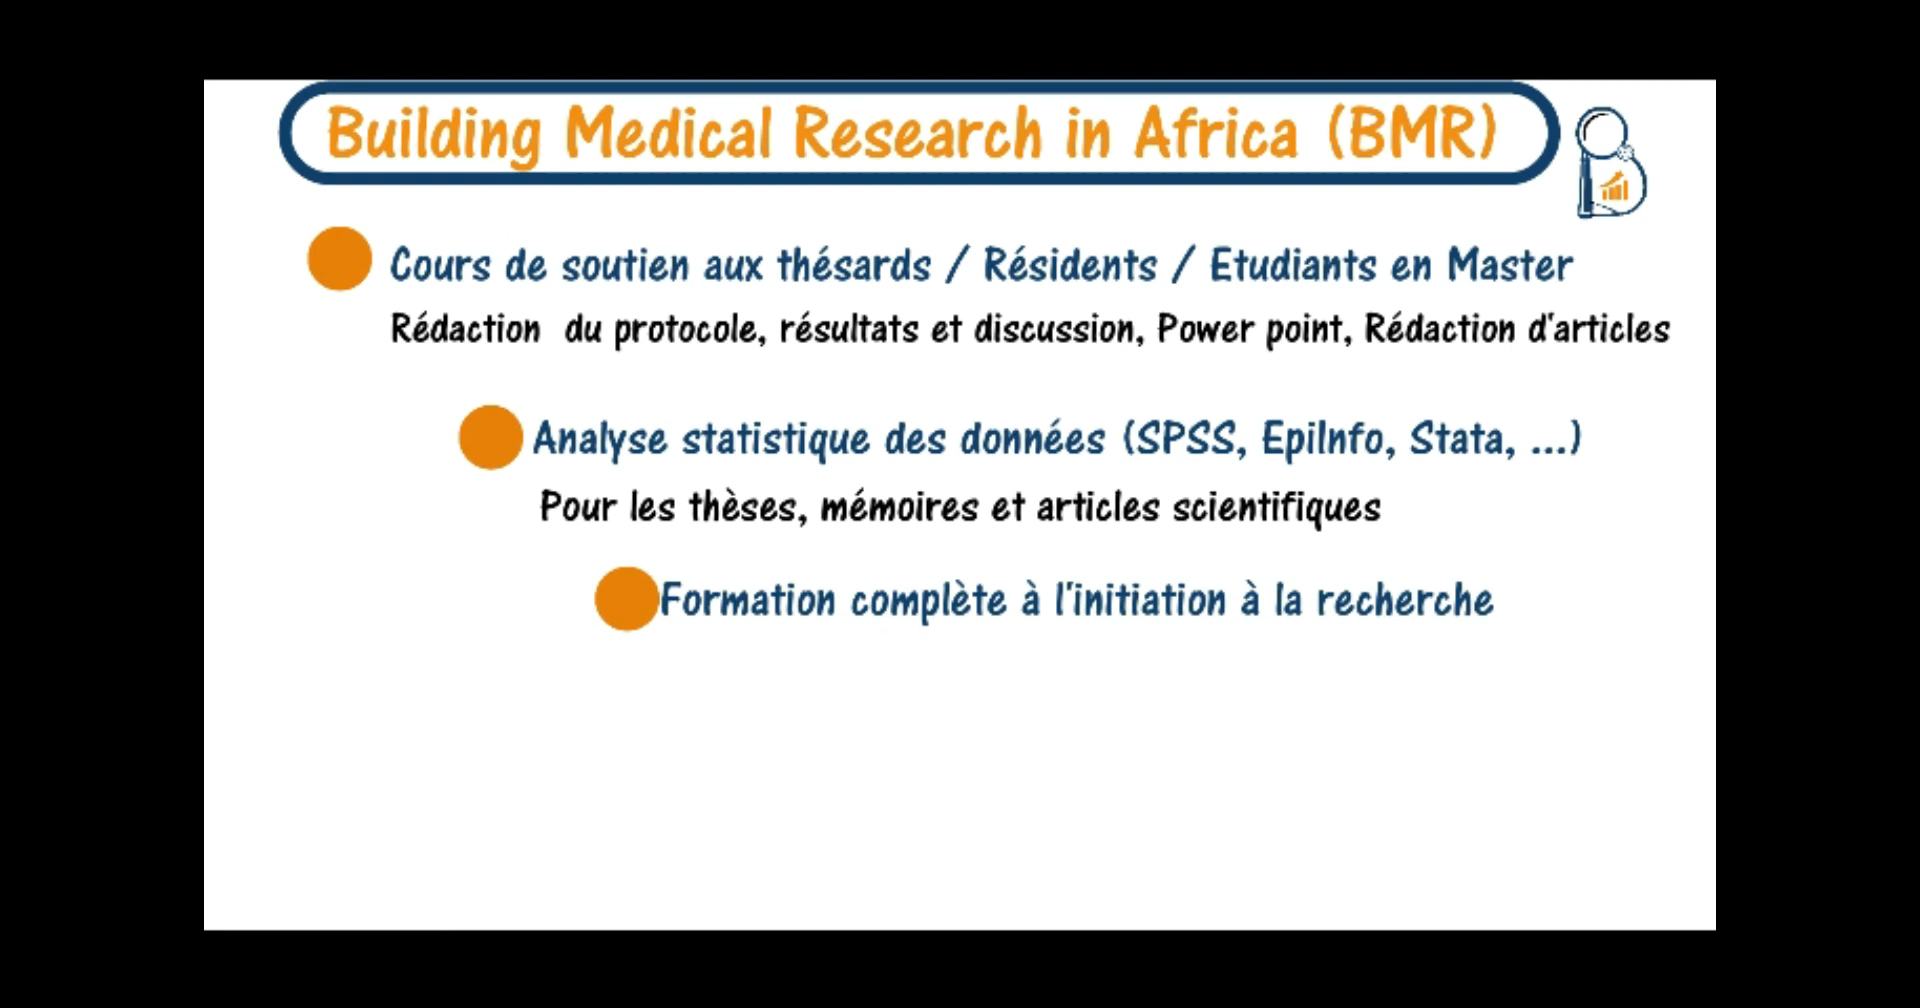 Building Medical Research in Africa (BMR)
Cours de soutien aux thésards / Résidents / Etudiants en Master
Rédaction du protocole, résultats et discussion, Power point, Rédaction d'articles
Analyse statistique des données (SPSS, EpiInfo, Stata, ...)
Pour les thèses, mémoires et articles scientifiques
Formation complète à l'initiation à la recherche